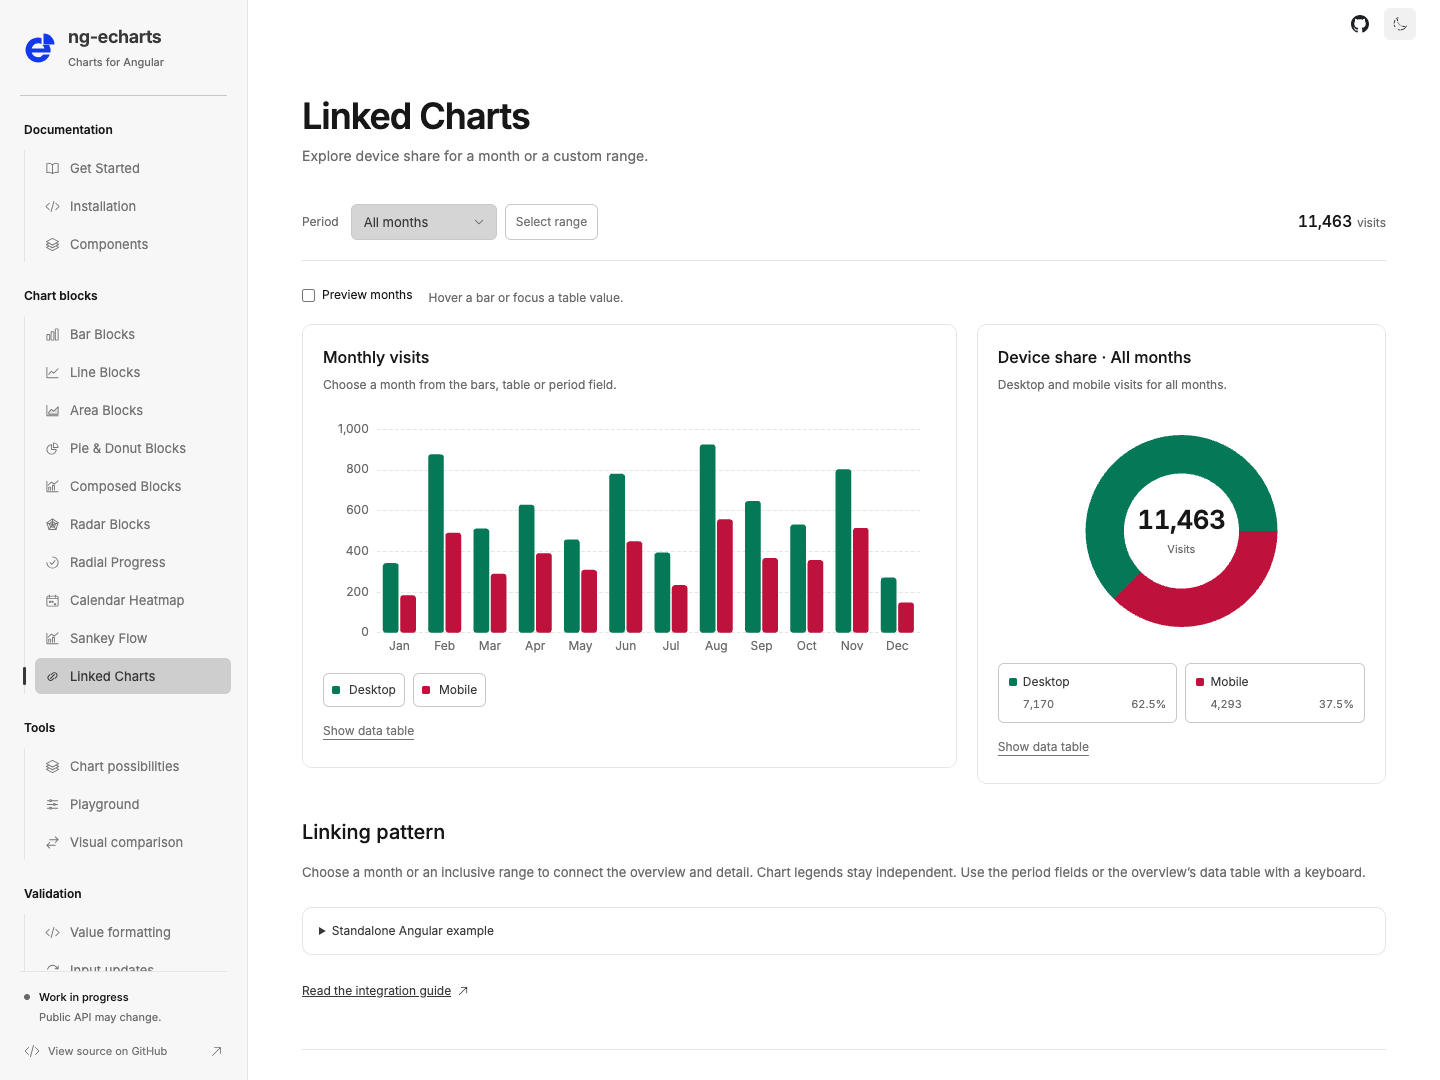 ng-echarts
Charts for Angular
Documentation
Get Started
Installation
Components
Chart blocks
Bar Blocks
Line Blocks
Area Blocks
Pie & Donut Blocks
Composed Blocks
Radar Blocks
Radial Progress
Calendar Heatmap
Sankey Flow
Linked Charts
Tools
Chart possibilities
Playground
Visual comparison
Validation
Value formatting
Input updates
Work in progress
Public API may change.
View source on GitHub
Linked Charts
Explore device share for a month or a custom range.
Period All months Select range 11,463 visits
Preview months Hover a bar or focus a table value.
Monthly visits
Choose a month from the bars, table or period field.
1,000
800
600
400
200
0
Jan Feb Mar Apr May Jun Jul Aug Sep Oct Nov Dec
Desktop Mobile
Show data table
Device share · All months
Desktop and mobile visits for all months.
11,463
Visits
Desktop
7,170 62.5%
Mobile
4,293 37.5%
Show data table
Linking pattern
Choose a month or an inclusive range to connect the overview and detail. Chart legends stay independent. Use the period fields or the overview’s data table with a keyboard.
Standalone Angular example
Read the integration guide